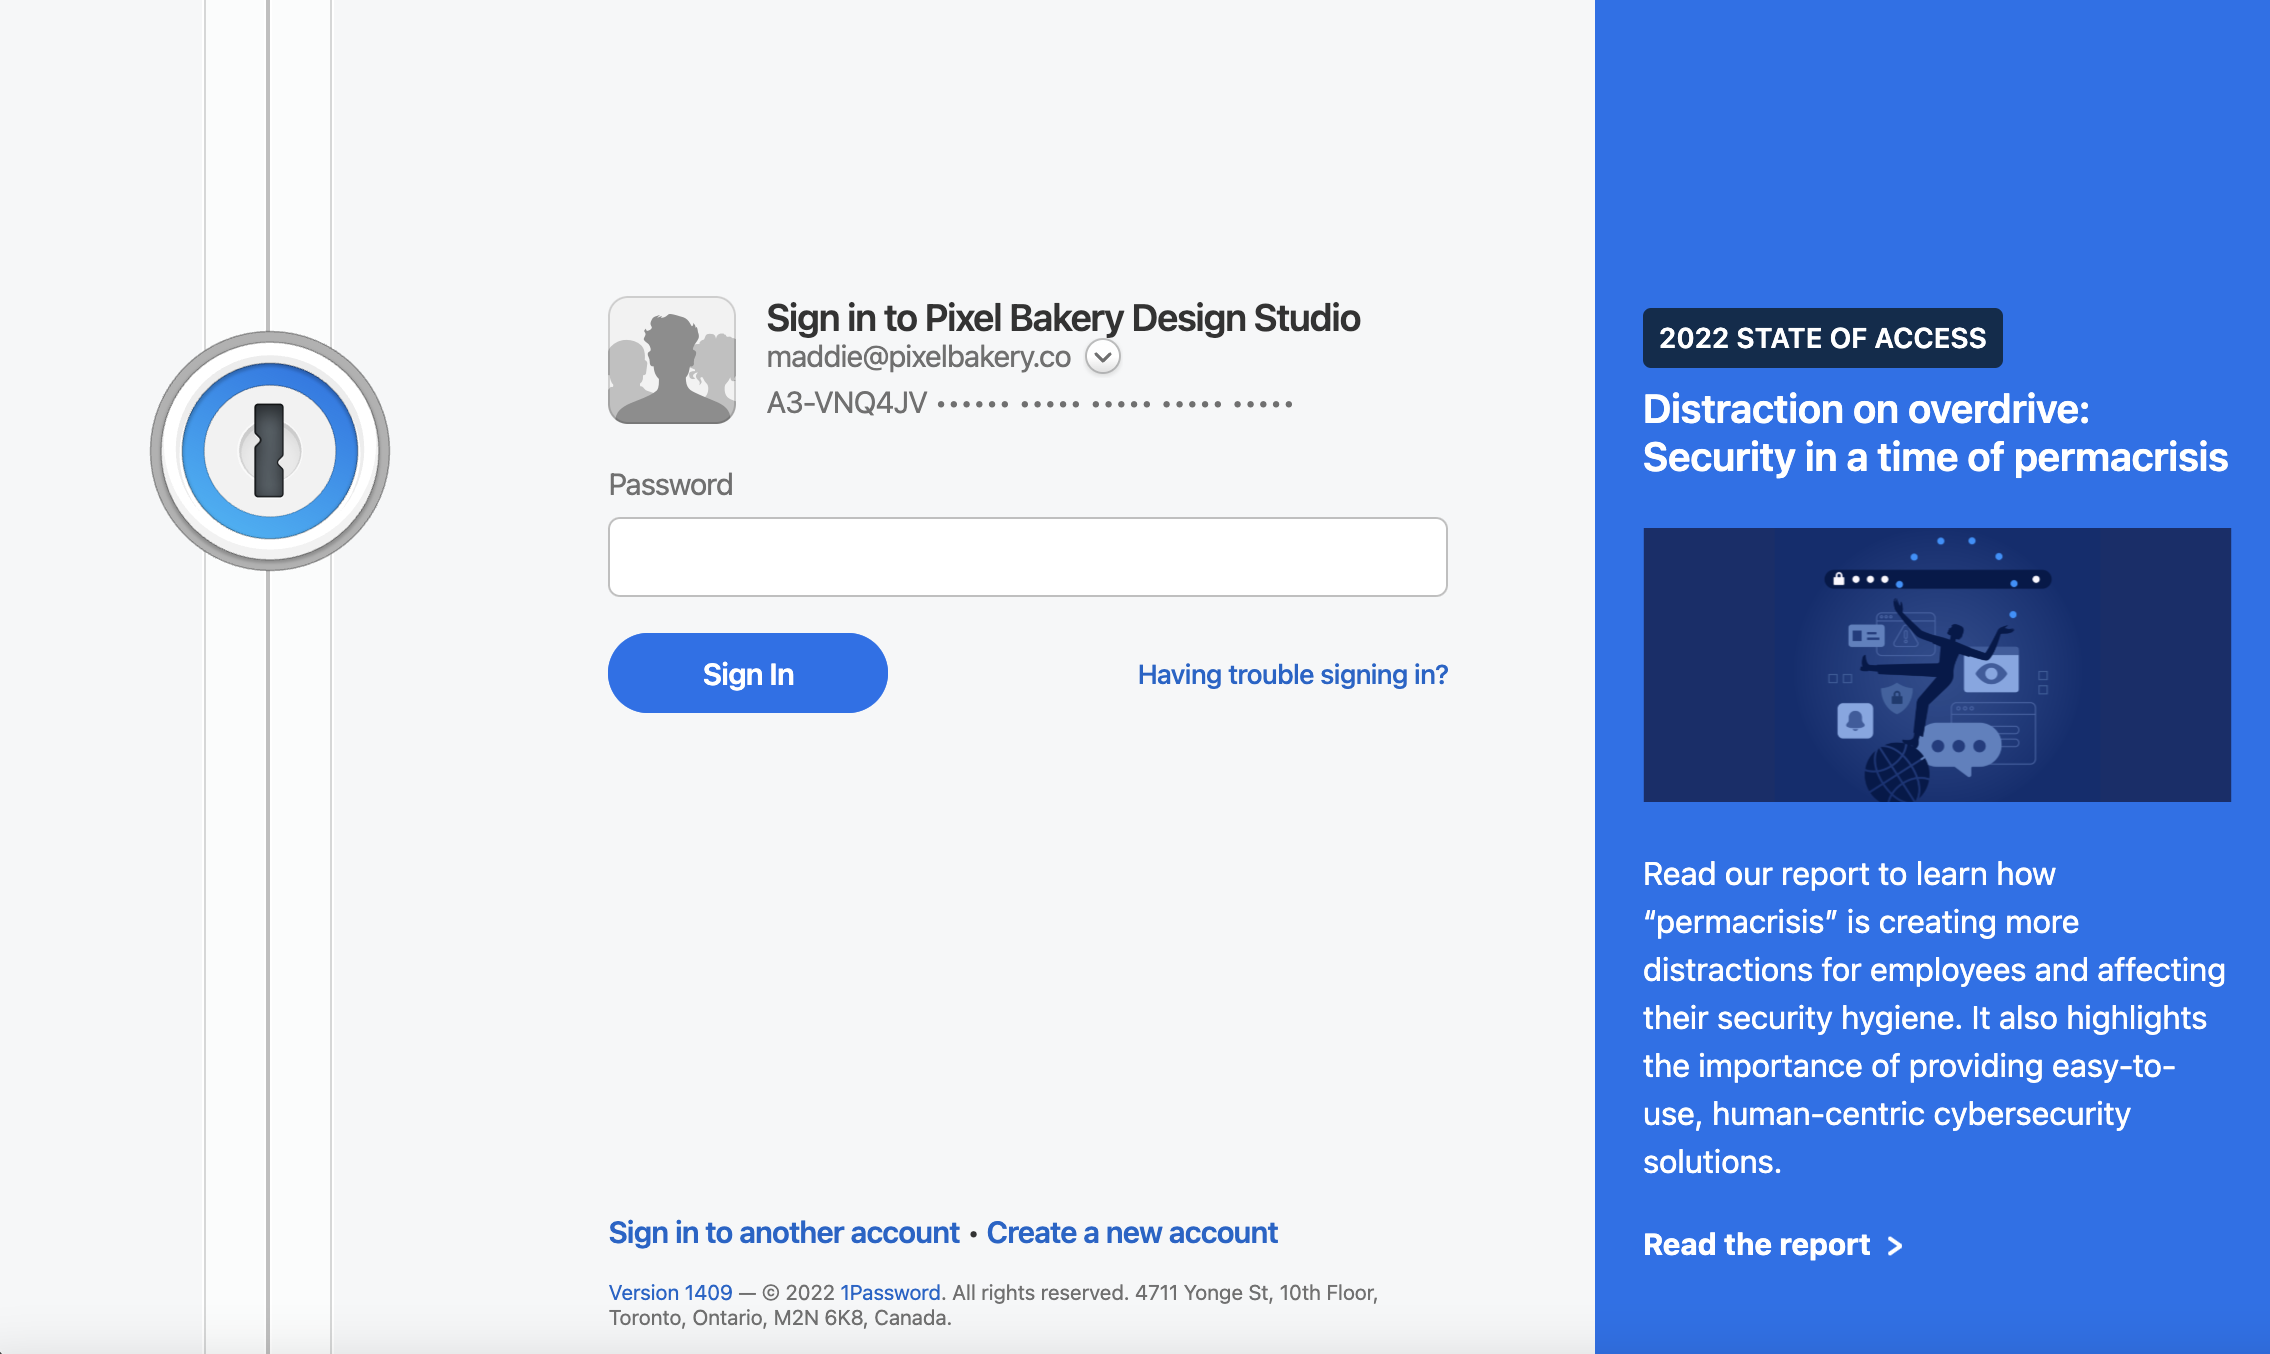 Sign in to Pixel Bakery Design Studio
maddie@pixelbakery.co
A3-VNQ4JV •••••• ••••• ••••• ••••• •••••
Password
Sign In
Having trouble signing in?
Sign in to another account • Create a new account
Version 1409 — © 2022 1Password. All rights reserved. 4711 Yonge St, 10th Floor,
Toronto, Ontario, M2N 6K8, Canada.
2022 STATE OF ACCESS
Distraction on overdrive:
Security in a time of permacrisis
Read our report to learn how
“permacrisis” is creating more
distractions for employees and affecting
their security hygiene. It also highlights
the importance of providing easy-to-
use, human-centric cybersecurity
solutions.
Read the report >